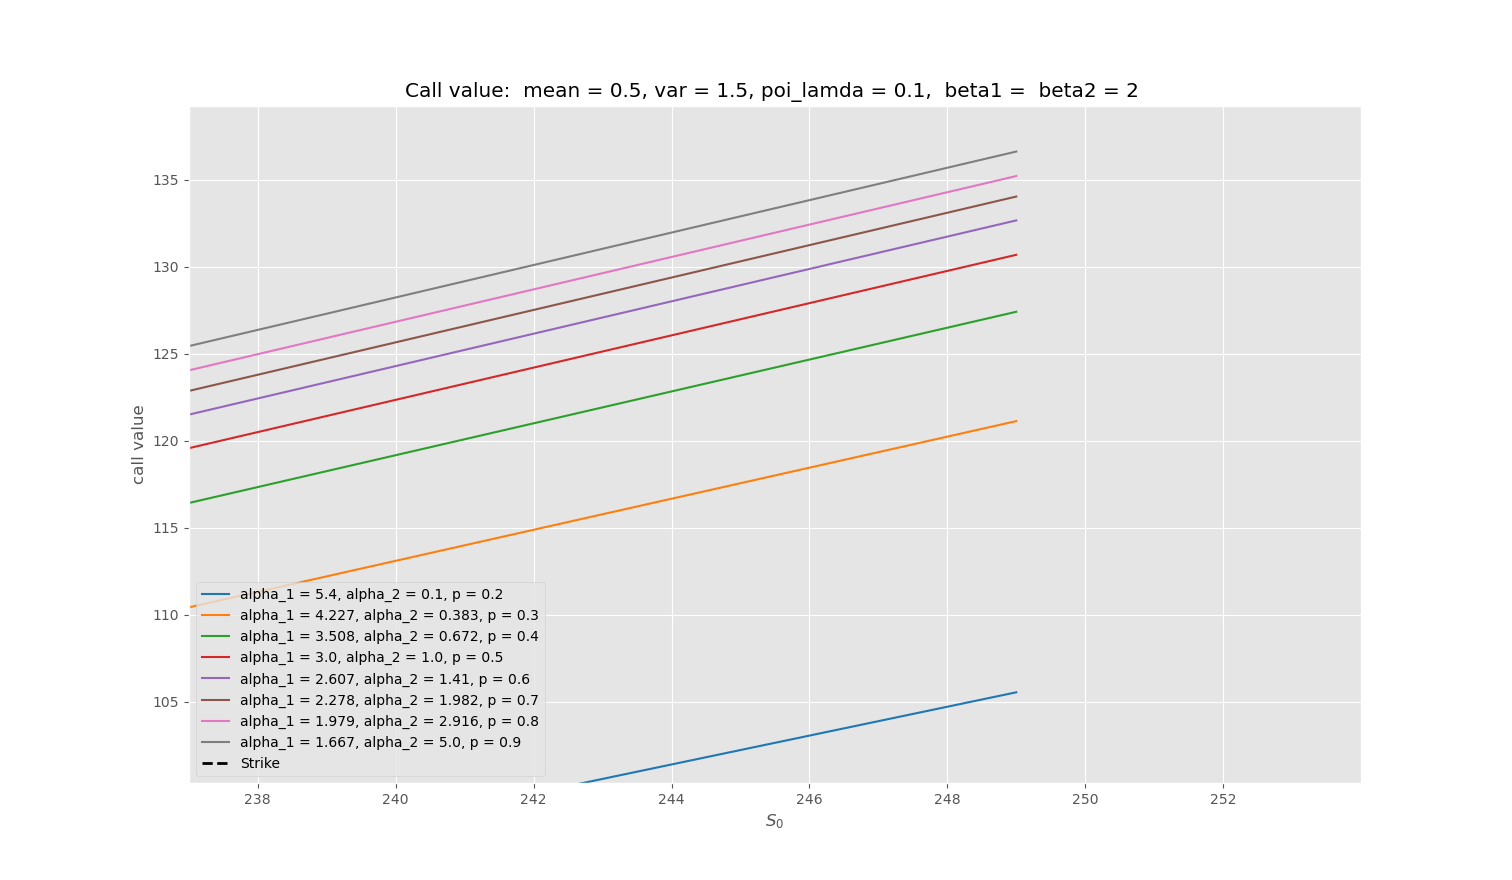 Call value:  mean = 0.5, var = 1.5, poi_lamda = 0.1,  beta1 =  beta2 = 2
135
130
125
120
115
110
105
call value
alpha_1 = 5.4, alpha_2 = 0.1, p = 0.2
alpha_1 = 4.227, alpha_2 = 0.383, p = 0.3
alpha_1 = 3.508, alpha_2 = 0.672, p = 0.4
alpha_1 = 3.0, alpha_2 = 1.0, p = 0.5
alpha_1 = 2.607, alpha_2 = 1.41, p = 0.6
alpha_1 = 2.278, alpha_2 = 1.982, p = 0.7
alpha_1 = 1.979, alpha_2 = 2.916, p = 0.8
alpha_1 = 1.667, alpha_2 = 5.0, p = 0.9
Strike
238 240 242 244 246 248 250 252
S₀